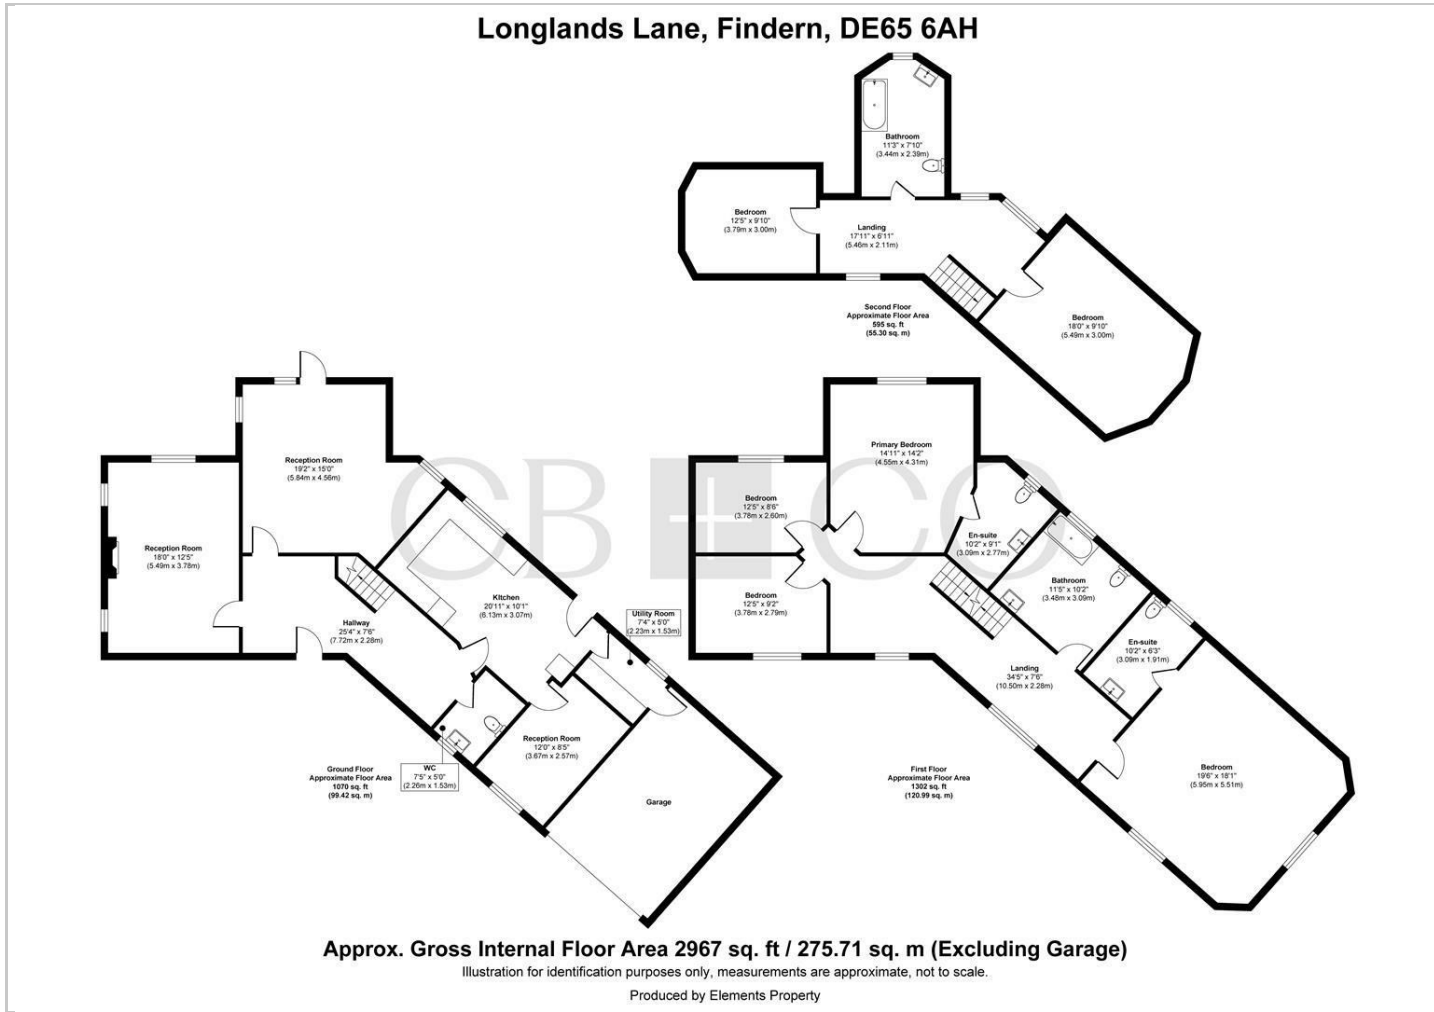 Longlands Lane, Findern, DE65 6AH
Bathroom
11'3" x 7'10"
(3.44m x 2.39m)
Bedroom
12'5" x 9'10"
(3.79m x 3.00m)
Landing
17'11" x 6'11"
(5.46m x 2.11m)
Bedroom
18'0" x 9'10"
(5.49m x 3.00m)
Second Floor
Approximate Floor Area
595 sq. ft
(55.30 sq. m)
Reception Room
19'2" x 15'0"
(5.84m x 4.56m)
Reception Room
18'0" x 12'5"
(5.49m x 3.78m)
Kitchen
20'11" x 10'1"
(6.13m x 3.07m)
Hallway
25'4" x 7'6"
(7.72m x 2.28m)
Utility Room
7'4" x 5'0"
(2.23m x 1.53m)
Reception Room
12'0" x 8'5"
(3.67m x 2.57m)
WC
7'5" x 5'0"
(2.26m x 1.53m)
Garage
Ground Floor
Approximate Floor Area
1070 sq. ft
(99.42 sq. m)
Primary Bedroom
14'11" x 14'2"
(4.55m x 4.31m)
Bedroom
12'5" x 8'6"
(3.78m x 2.60m)
En-suite
10'2" x 9'1"
(3.09m x 2.77m)
Bathroom
11'5" x 10'2"
(3.48m x 3.09m)
Bedroom
12'5" x 9'2"
(3.78m x 2.79m)
En-suite
10'2" x 6'3"
(3.09m x 1.91m)
Landing
34'5" x 7'6"
(10.50m x 2.28m)
Bedroom
19'6" x 18'1"
(5.95m x 5.51m)
First Floor
Approximate Floor Area
1302 sq. ft
(120.99 sq. m)
CB CO
Approx. Gross Internal Floor Area 2967 sq. ft / 275.71 sq. m (Excluding Garage)
Illustration for identification purposes only, measurements are approximate, not to scale.
Produced by Elements Property